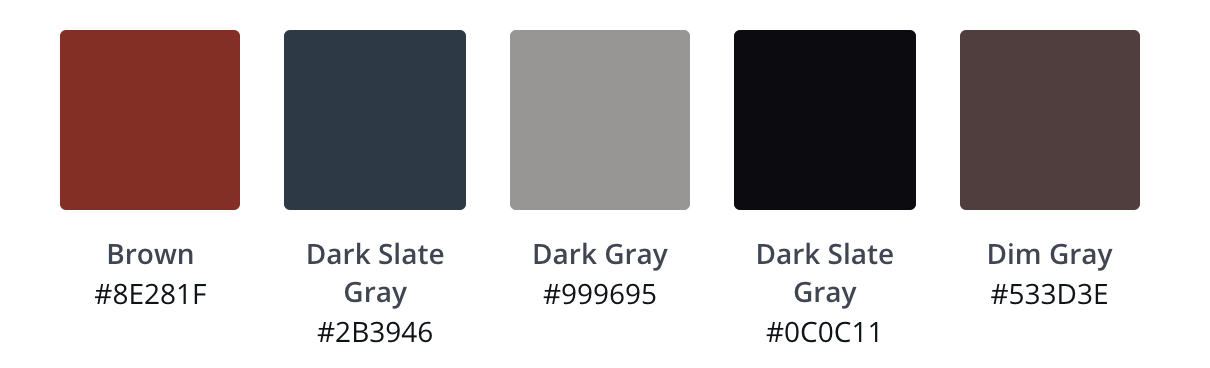 Brown
#8E281F
Dark Slate
Gray
#2B3946
Dark Gray
#999695
Dark Slate
Gray
#0C0C11
Dim Gray
#533D3E